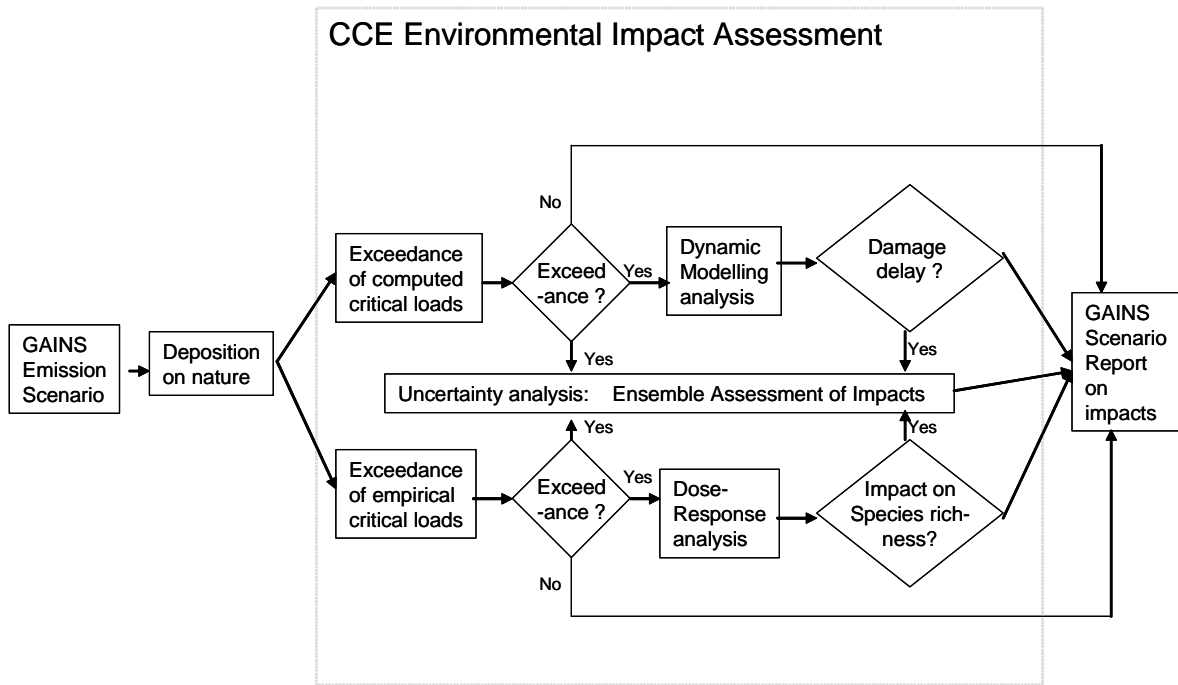 CCE Environmental Impact Assessment
No
Exceedance
of computed
critical loads
Exceed
-ance ?
Yes
Dynamic
Modelling
analysis
Damage
delay ?
GAINS
Emission
Scenario
Deposition
on nature
Yes
Yes
GAINS
Scenario
Report
on
impacts
Uncertainty analysis: Ensemble Assessment of Impacts
Yes
Yes
Exceedance
of empirical
critical loads
Exceed
-ance ?
Yes
Dose-
Response
analysis
Impact on
Species rich-
ness?
No